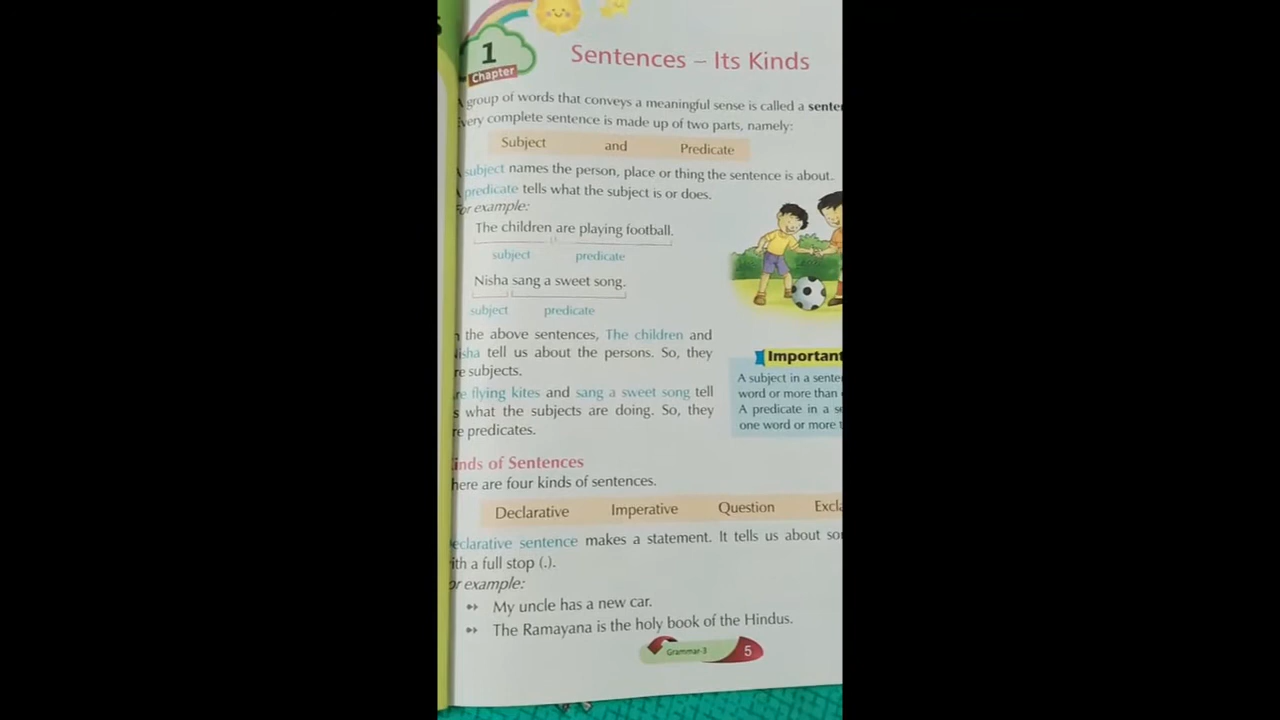 1
Chapter
Sentences – Its Kinds
group of words that conveys a meaningful sense is called a
complete sentence is made up of two parts, namely:
Subject and Predicate
subject names the person, place or thing the sentence is about.
predicate tells what the subject is or does.
example:
The children are playing football.
subject predicate
Nisha sang a sweet song.
subject predicate
the above sentences, The children and
tell us about the persons. So, they
subjects.
flying kites and sang a sweet song tell
what the subjects are doing. So, they
predicates.
of Sentences
are four kinds of sentences.
Declarative Imperative Question
sentence makes a statement. It tells us about
a full stop (.).
example:
My uncle has a new car.
The Ramayana is the holy book of the Hindus.
Important
A subject in a
word or more than
A predicate in a
one word or more
Grammar-3 5